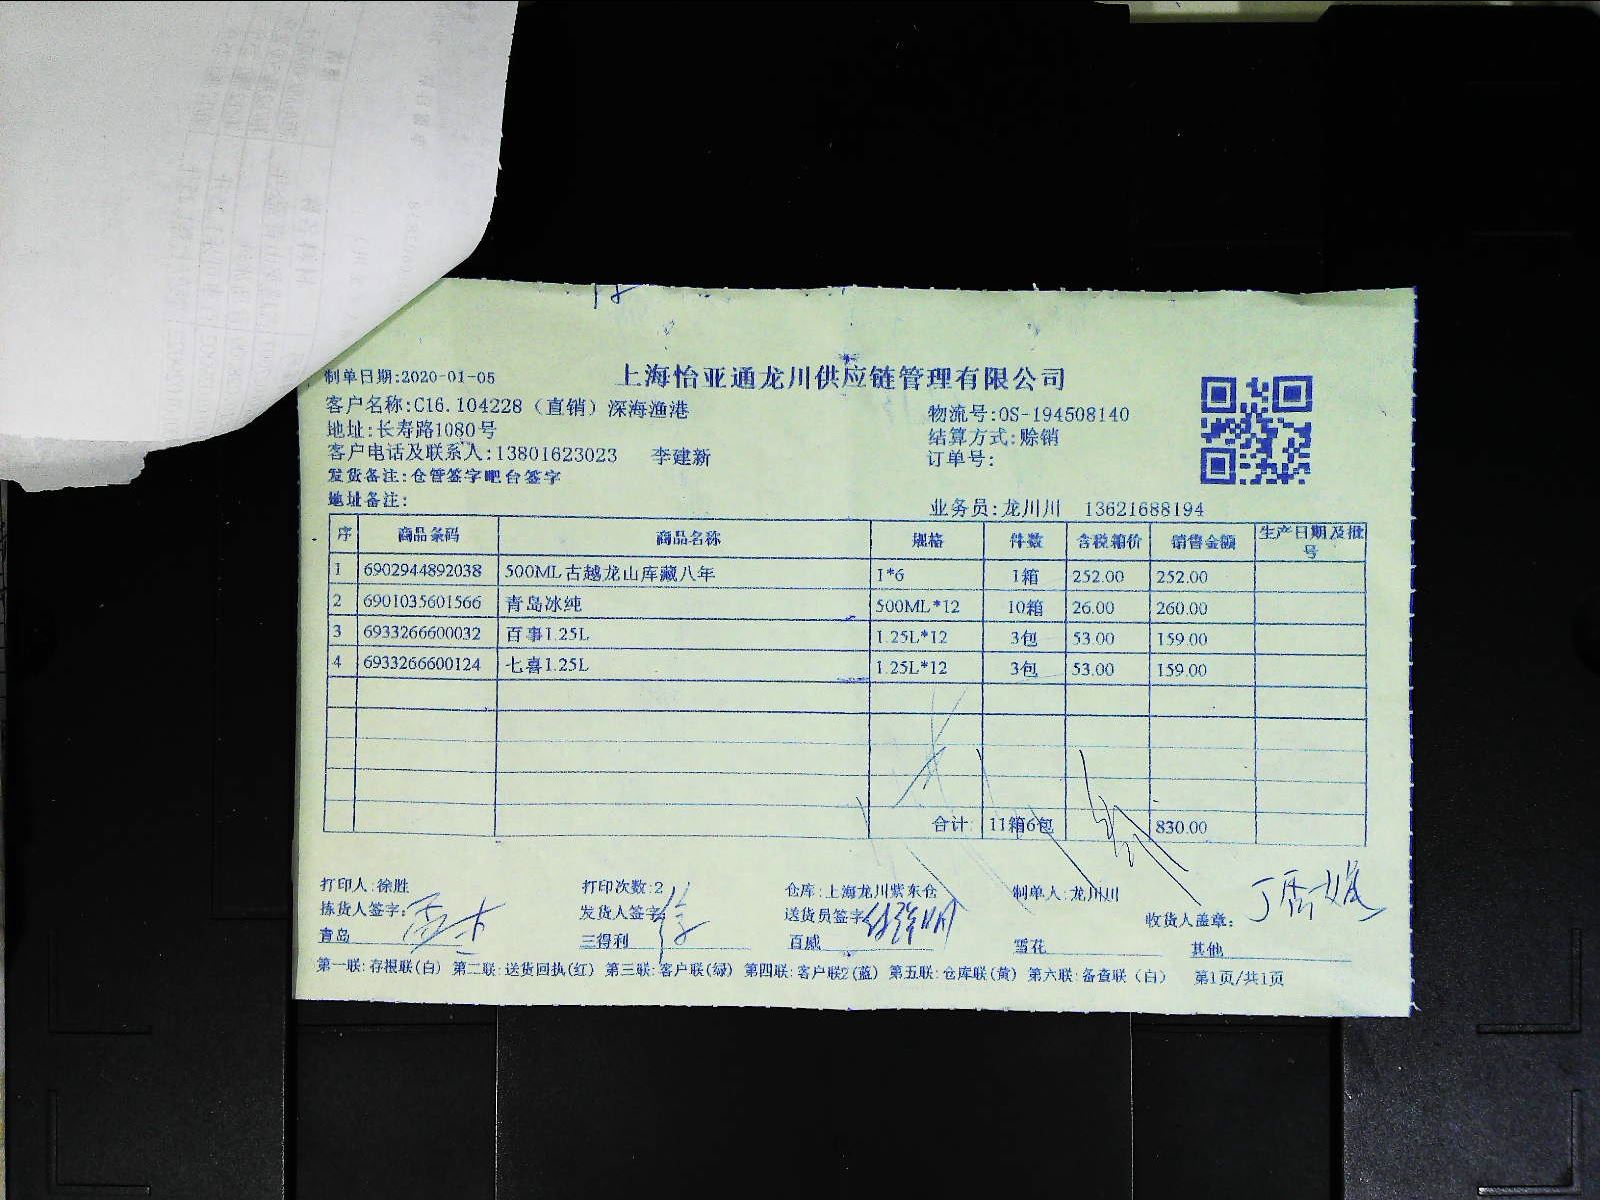 上海怡亚通龙川供应链管理有限公司
制单日期:2020-01-05
客户名称:C16.104228（直销）深海渔港
物流号:OS-194508140
地址:长寿路1080号
结算方式:赊销
客户电话及联系人:13801623023 李建新
订单号:
发货备注:仓管签字吧台签字
地址备注:
业务员:龙川川 13621688194
序 商品条码 商品名称 规格 件数 含税箱价 销售金额 生产日期及批号
1 6902944892038 500ML古越龙山库藏八年 1*6 1箱 252.00 252.00
2 6901035601566 青岛冰纯 500ML*12 10箱 26.00 260.00
3 6933266600032 百事1.25L 1.25L*12 3包 53.00 159.00
4 6933266600124 七喜1.25L 1.25L*12 3包 53.00 159.00
合计: 11箱6包 830.00
打印人:徐胜 打印次数:2 仓库:上海龙川紫东仓 制单人:龙川川
拣货人签字: 发货人签字: 送货员签字: 收货人盖章:
青岛 三得利 百威 雪花 其他
第一联:存根联(白) 第二联:送货回执(红) 第三联:客户联(绿) 第四联:客户联2(蓝) 第五联:仓库联(黄) 第六联:备查联（白） 第1页/共1页